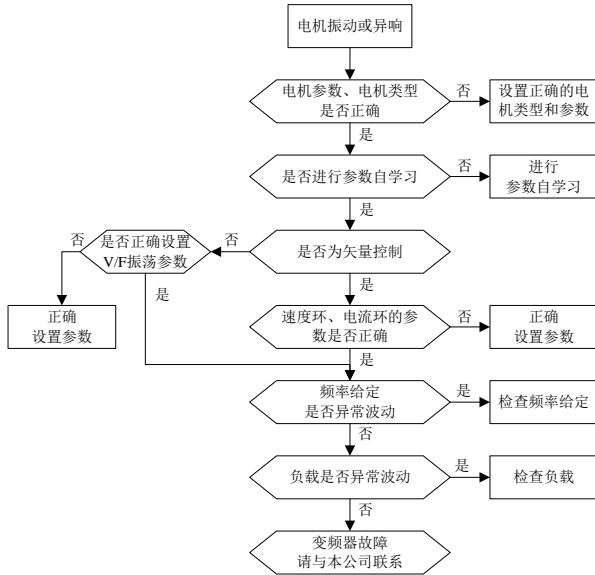 电机振动或异响
电机参数、电机类型
是否正确
否
设置正确的电
机类型和参数
是
是否进行参数自学习
否
进行
参数自学习
是
否
是否正确设置
V/F振荡参数
否
是否为矢量控制
是
是
正确
设置参数
速度环、电流环的参
数是否正确
否
正确
设置参数
是
频率给定
是否异常波动
是
检查频率给定
否
负载是否异常波动
是
检查负载
否
变频器故障
请与本公司联系